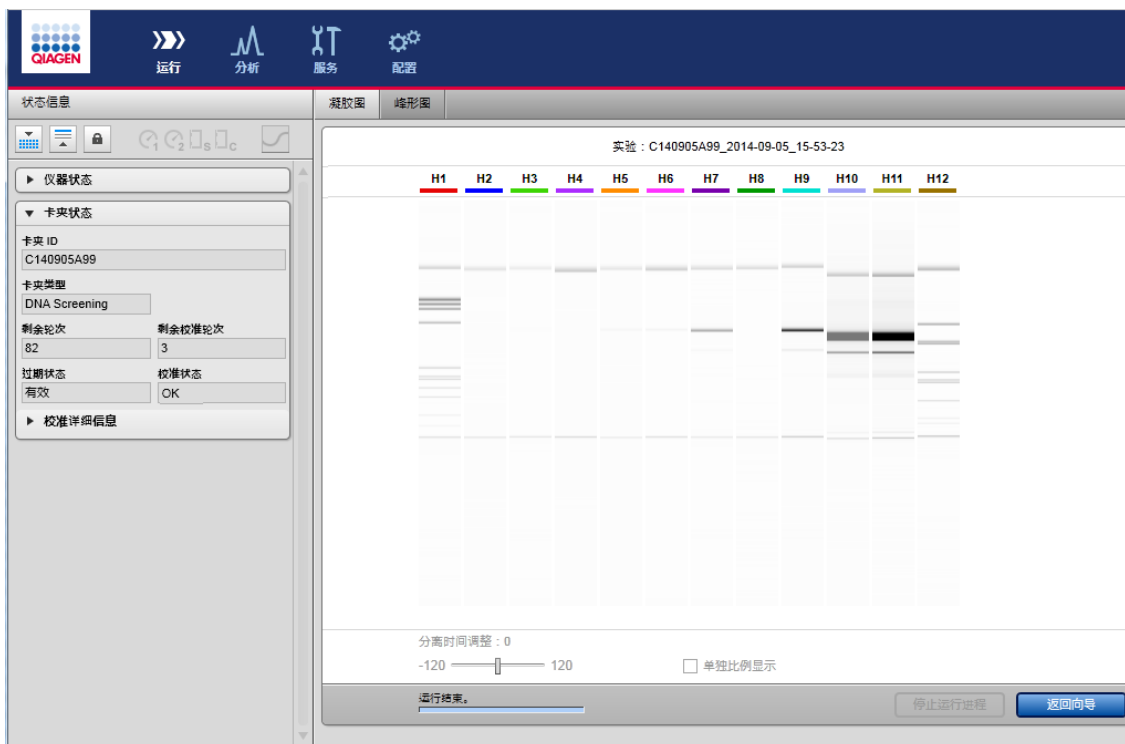 QIAGEN
运行 分析 服务 配置
状态信息 凝胶图 峰形图
1 2 S C
实验：C140905A99_2014-09-05_15-53-23
仪器状态
H1 H2 H3 H4 H5 H6 H7 H8 H9 H10 H11 H12
卡夹状态
卡夹 ID
C140905A99
卡夹类型
DNA Screening
剩余轮次 剩余校准轮次
82 3
过期状态 校准状态
有效 OK
校准详细信息
分离时间调整：0
-120 120 单独比例显示
运行结束。
停止运行进程 返回向导